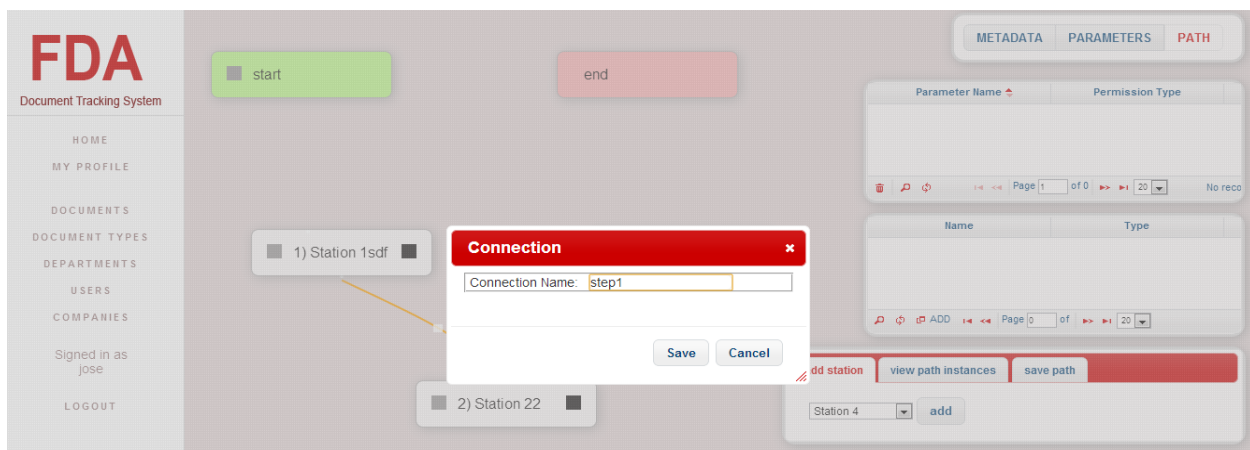 FDA
Document Tracking System
HOME
MY PROFILE
DOCUMENTS
DOCUMENT TYPES
DEPARTMENTS
USERS
COMPANIES
Signed in as
jose
LOGOUT
start
end
1) Station 1sdf
2) Station 22
Connection
Connection Name: step1
Save Cancel
METADATA PARAMETERS PATH
Parameter Name Permission Type
Page 1 of 0 20 No reco
Name Type
ADD Page 0 of 20
dd station view path instances save path
Station 4 add